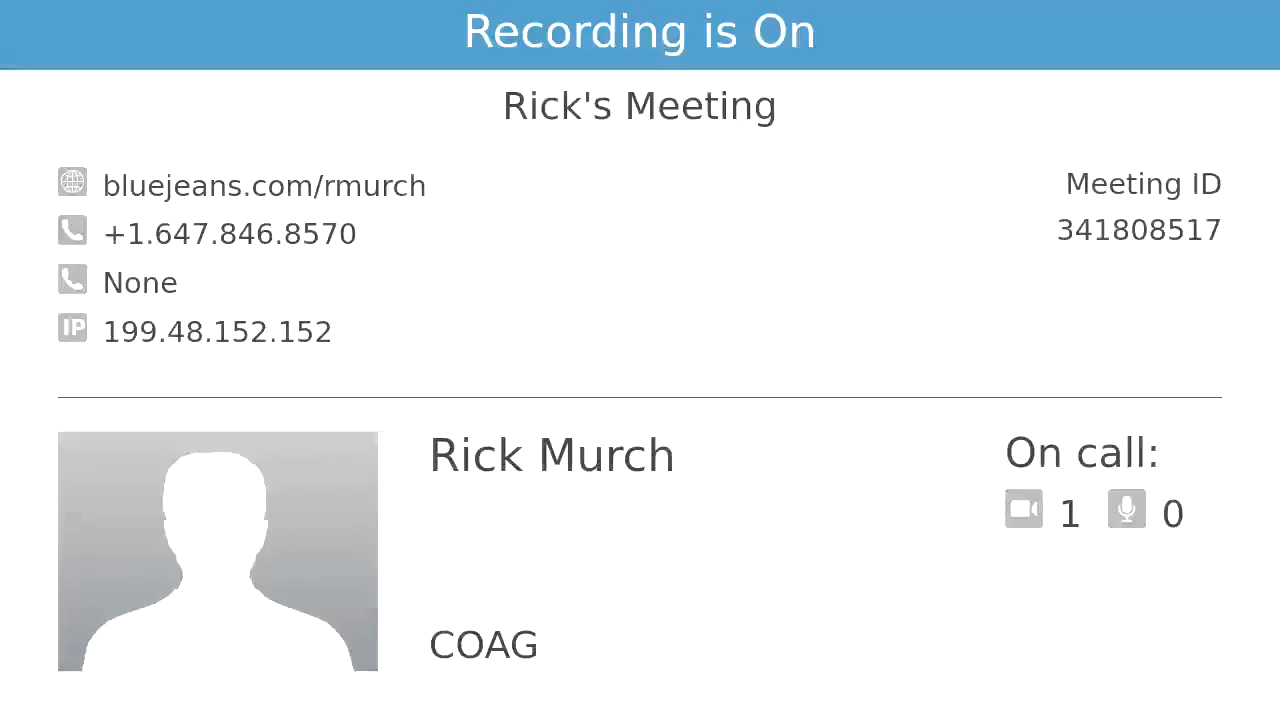 Recording is On
Rick's Meeting
bluejeans.com/rmurch
+1.647.846.8570
None
IP 199.48.152.152
Meeting ID
341808517
Rick Murch
COAG
On call:
1 0